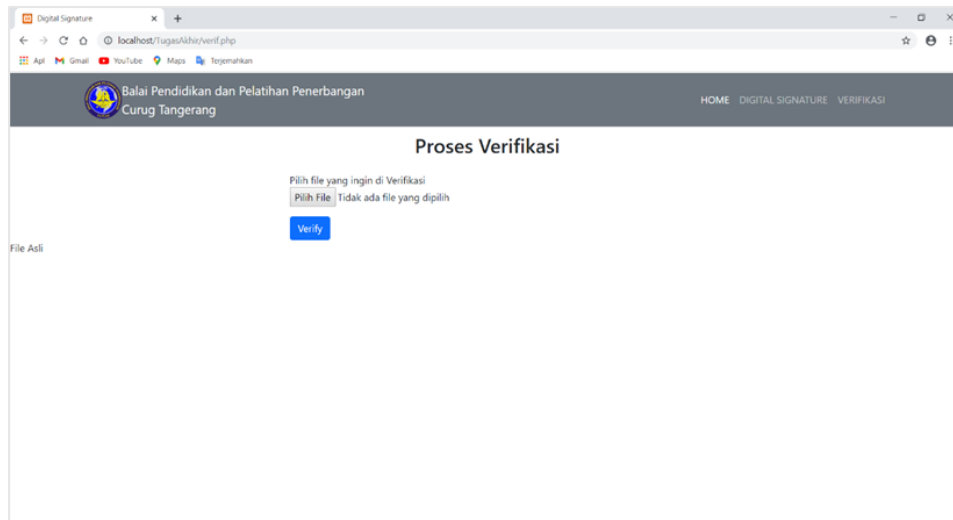 Digital Signature
localhost/TugasAkhir/verif.php
Apl Gmail YouTube Maps Terjemahkan
Balai Pendidikan dan Pelatihan Penerbangan
Curug Tangerang
HOME DIGITAL SIGNATURE VERIFIKASI
Proses Verifikasi
Pilih file yang ingin di Verifikasi
Pilih File Tidak ada file yang dipilih
Verify
File Asli